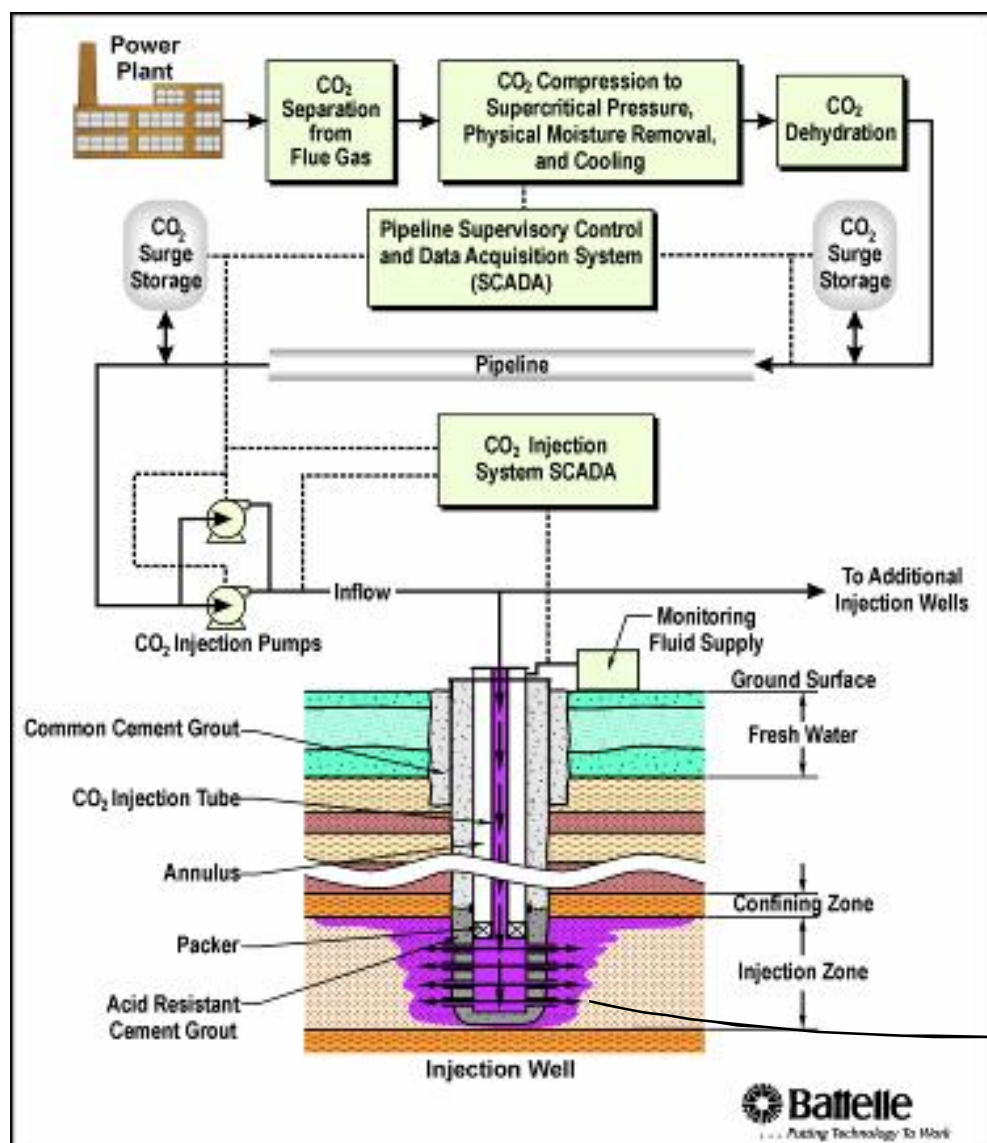 Power
Plant
CO2
Separation
from
Flue Gas
CO2 Compression to
Supercritical Pressure,
Physical Moisture Removal,
and Cooling
CO2
Dehydration
CO2
Surge
Storage
Pipeline Supervisory Control
and Data Acquisition System
(SCADA)
CO2
Surge
Storage
Pipeline
CO2 Injection
System SCADA
Inflow
To Additional
Injection Wells
CO2 Injection Pumps
Monitoring
Fluid Supply
Ground Surface
Common Cement Grout
Fresh Water
CO2 Injection Tube
Annulus
Confining Zone
Packer
Injection Zone
Acid Resistant
Cement Grout
Injection Well
Battelle
. . . Putting Technology To Work